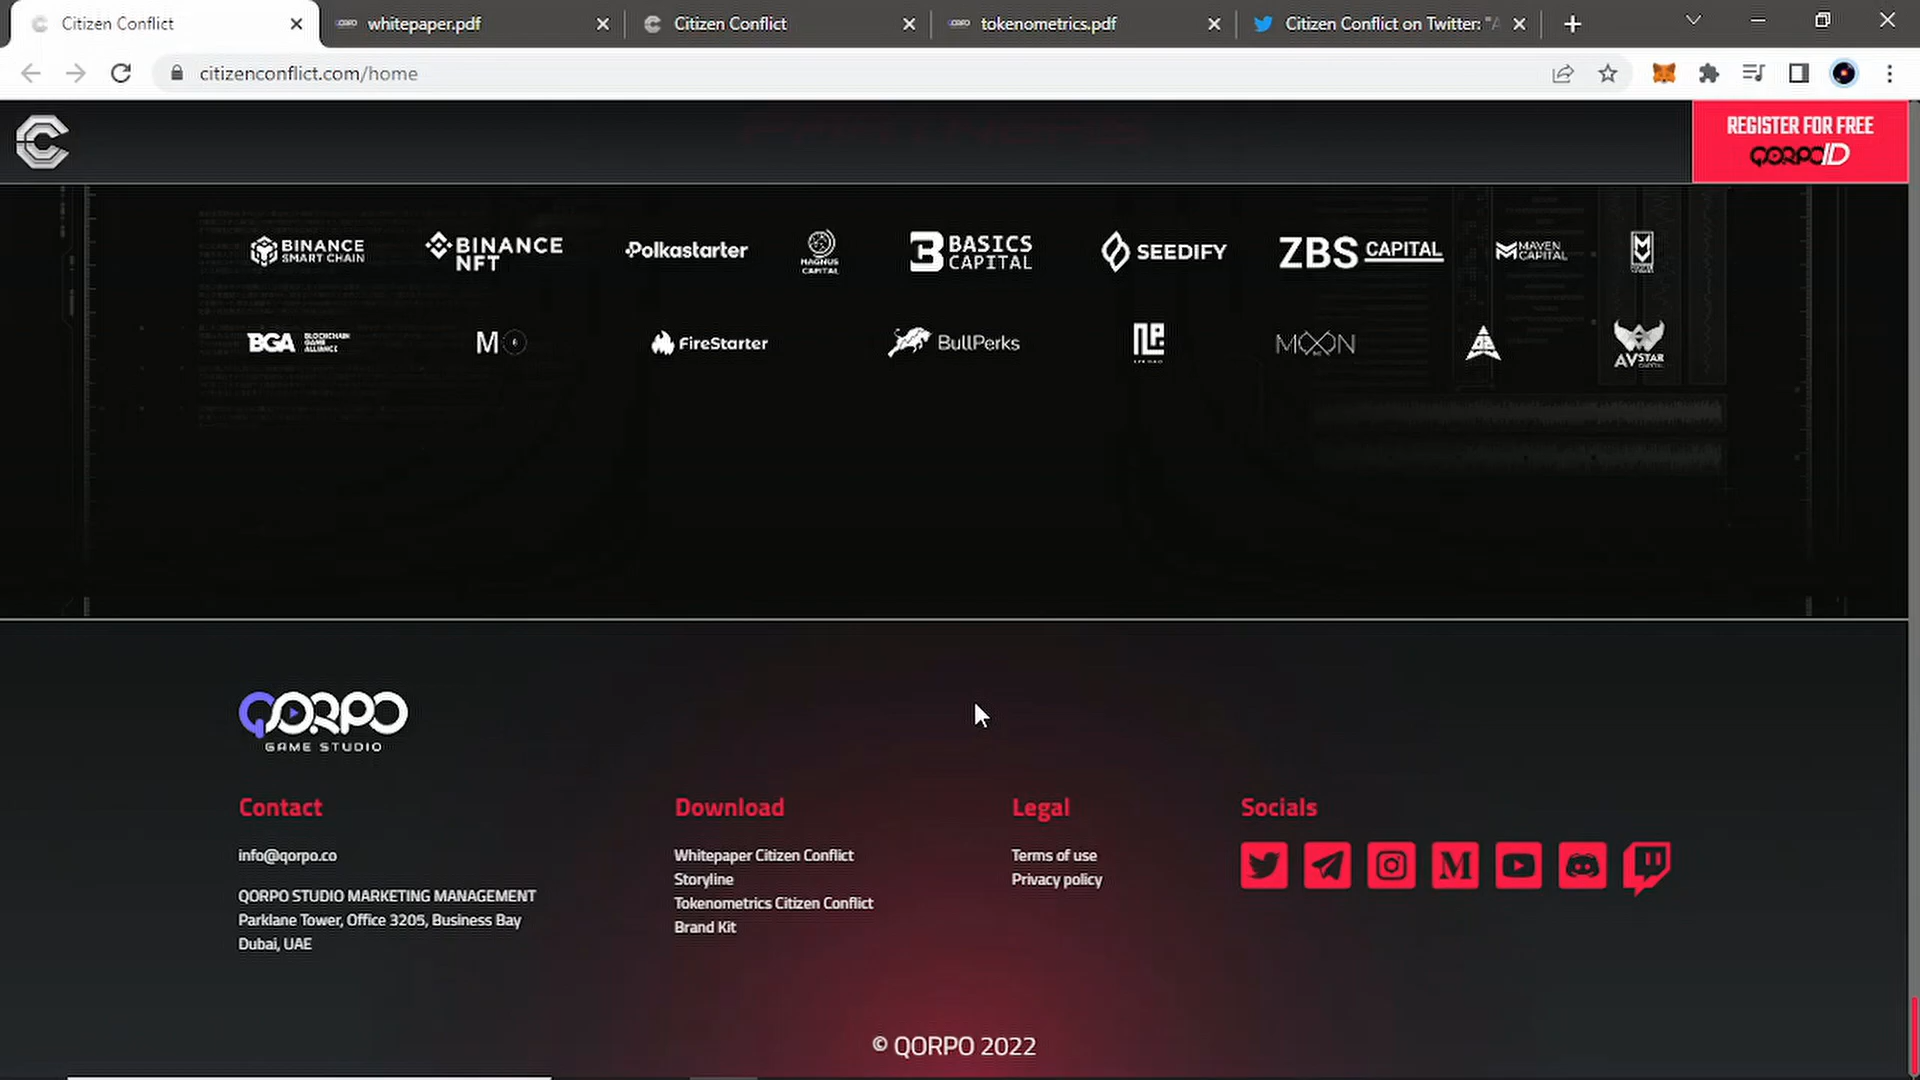 Citizen Conflict
whitepaper.pdf
Citizen Conflict
tokenometrics.pdf
Citizen Conflict on Twitter: "A
citizenconflict.com/home
REGISTER FOR FREE
QORPO ID
BINANCE
SMART CHAIN
BINANCE
NFT
Polkastarter
MAGNUS
CAPITAL
BASICS
CAPITAL
SEEDIFY
ZBS CAPITAL
MAVEN
CAPITAL
BGA BLOCKCHAIN
GAME
ALLIANCE
M
FireStarter
BullPerks
MOON
AVSTAR
CAPITAL
QORPO
GAME STUDIO
Contact
info@qorpo.co
QORPO STUDIO MARKETING MANAGEMENT
Parklane Tower, Office 3205, Business Bay
Dubai, UAE
Download
Whitepaper Citizen Conflict
Storyline
Tokenometrics Citizen Conflict
Brand Kit
Legal
Terms of use
Privacy policy
Socials
© QORPO 2022